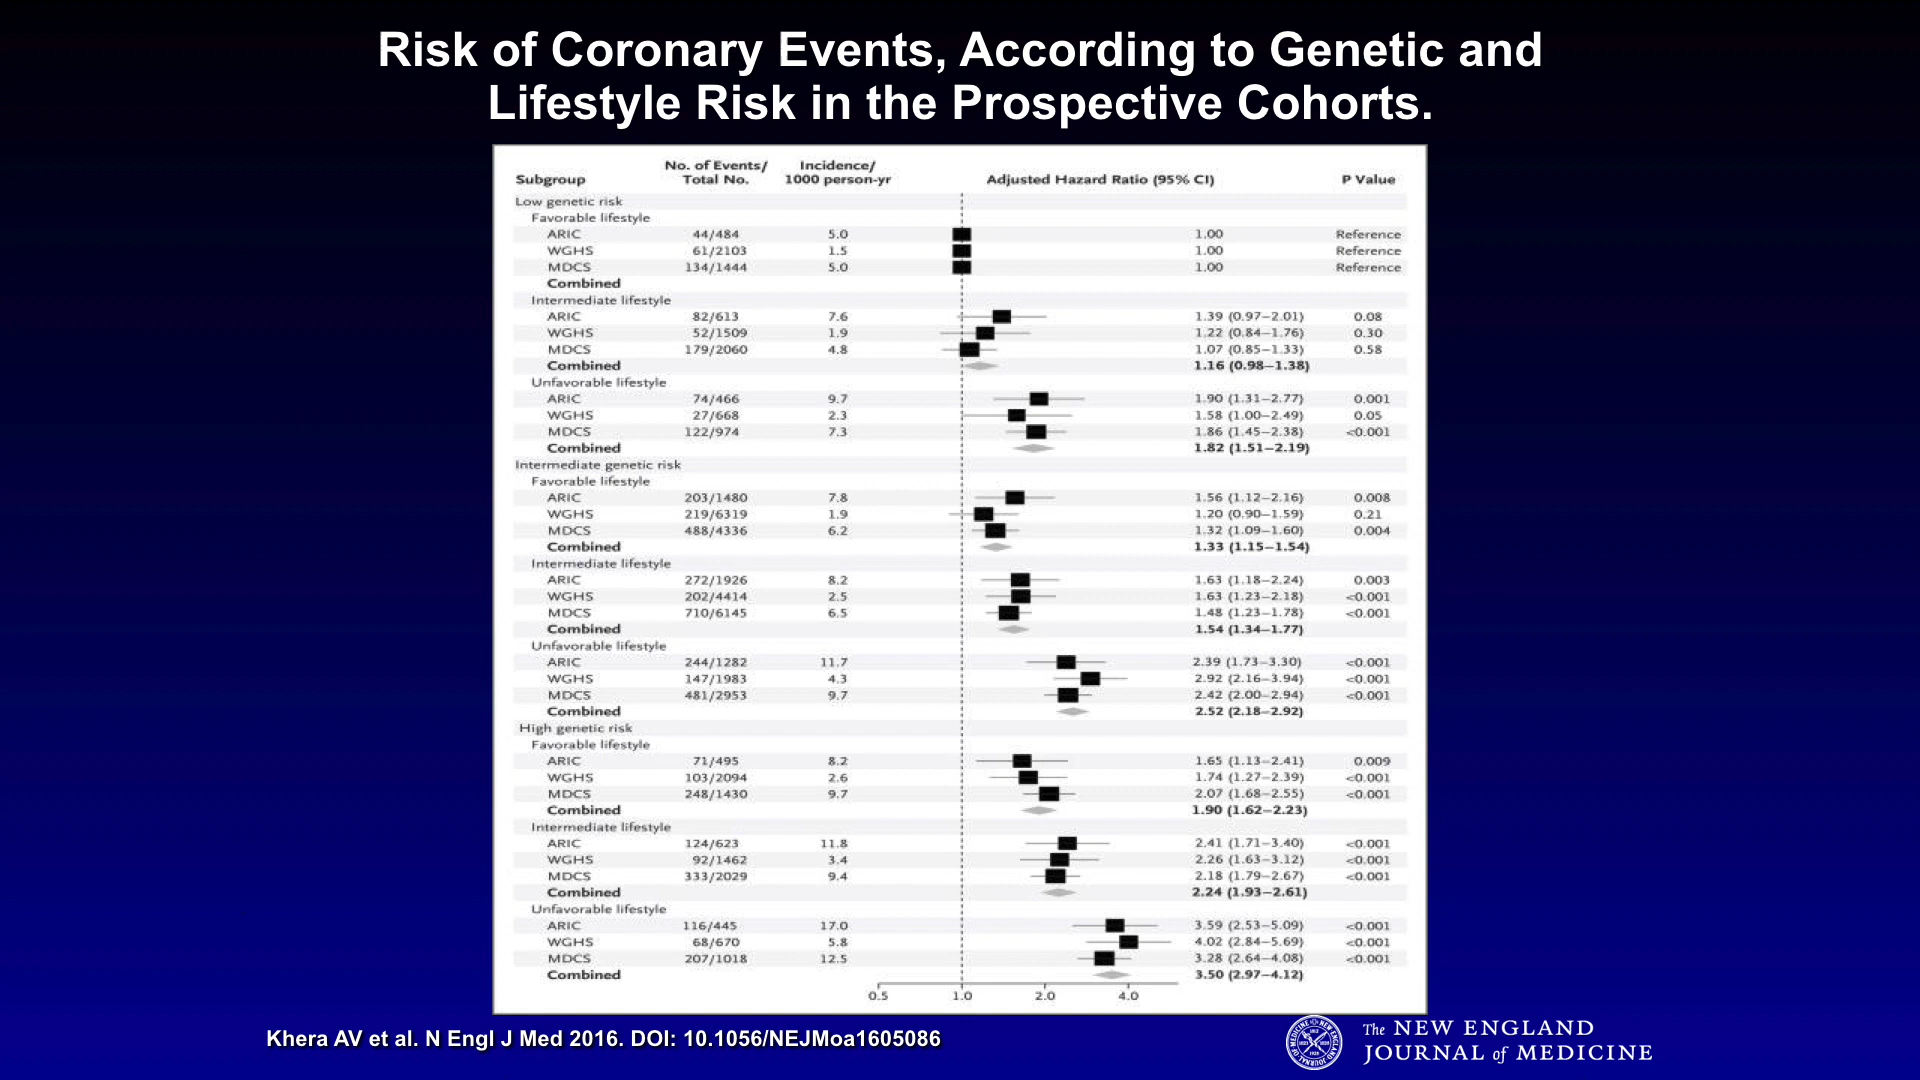 Risk of Coronary Events, According to Genetic and
Lifestyle Risk in the Prospective Cohorts.
No. of Events/ Incidence/
Subgroup Total No. 1000 person-yr Adjusted Hazard Ratio (95% CI) P Value
Low genetic risk
Favorable lifestyle
ARIC 44/484 5.0 1.00 Reference
WGHS 61/2103 1.5 1.00 Reference
MDCS 134/1444 5.0 1.00 Reference
Combined
Intermediate lifestyle
ARIC 82/613 7.6 1.39 (0.97–2.01) 0.08
WGHS 52/1509 1.9 1.22 (0.84–1.76) 0.30
MDCS 179/2060 4.8 1.07 (0.85–1.33) 0.58
Combined 1.16 (0.98–1.38)
Unfavorable lifestyle
ARIC 74/466 9.7 1.90 (1.31–2.77) 0.001
WGHS 27/668 2.3 1.58 (1.00–2.49) 0.05
MDCS 122/974 7.3 1.86 (1.45–2.38) <0.001
Combined 1.82 (1.51–2.19)
Intermediate genetic risk
Favorable lifestyle
ARIC 203/1480 7.8 1.56 (1.12–2.16) 0.008
WGHS 219/6319 1.9 1.20 (0.90–1.59) 0.21
MDCS 488/4336 6.2 1.32 (1.09–1.60) 0.004
Combined 1.33 (1.15–1.54)
Intermediate lifestyle
ARIC 272/1926 8.2 1.63 (1.18–2.24) 0.003
WGHS 202/4414 2.5 1.63 (1.23–2.18) <0.001
MDCS 710/6145 6.5 1.48 (1.23–1.78) <0.001
Combined 1.54 (1.34–1.77)
Unfavorable lifestyle
ARIC 244/1282 11.7 2.39 (1.73–3.30) <0.001
WGHS 147/1983 4.3 2.92 (2.16–3.94) <0.001
MDCS 481/2953 9.7 2.42 (2.00–2.94) <0.001
Combined 2.52 (2.18–2.92)
High genetic risk
Favorable lifestyle
ARIC 71/495 8.2 1.65 (1.13–2.41) 0.009
WGHS 103/2094 2.6 1.74 (1.27–2.39) <0.001
MDCS 248/1430 9.7 2.07 (1.68–2.55) <0.001
Combined 1.90 (1.62–2.23)
Intermediate lifestyle
ARIC 124/623 11.8 2.41 (1.71–3.40) <0.001
WGHS 92/1462 3.4 2.26 (1.63–3.12) <0.001
MDCS 333/2029 9.4 2.18 (1.79–2.67) <0.001
Combined 2.24 (1.93–2.61)
Unfavorable lifestyle
ARIC 116/445 17.0 3.59 (2.53–5.09) <0.001
WGHS 68/670 5.8 4.02 (2.84–5.69) <0.001
MDCS 207/1018 12.5 3.28 (2.64–4.08) <0.001
Combined 3.50 (2.97–4.12)
0.5 1.0 2.0 4.0
Khera AV et al. N Engl J Med 2016. DOI: 10.1056/NEJMoa1605086
The NEW ENGLAND
JOURNAL of MEDICINE